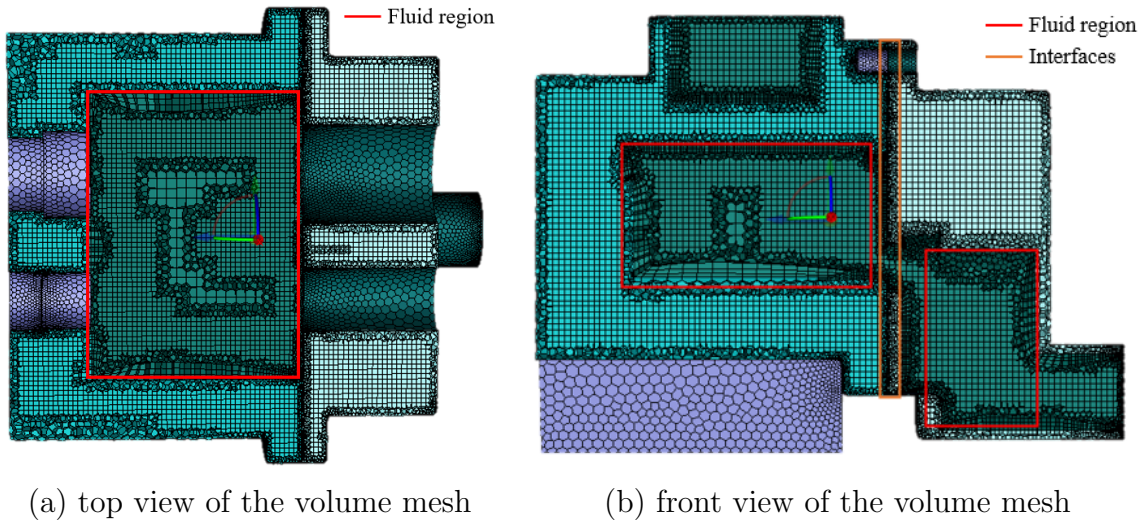 Fluid region
Fluid region
Interfaces
(a) top view of the volume mesh
(b) front view of the volume mesh